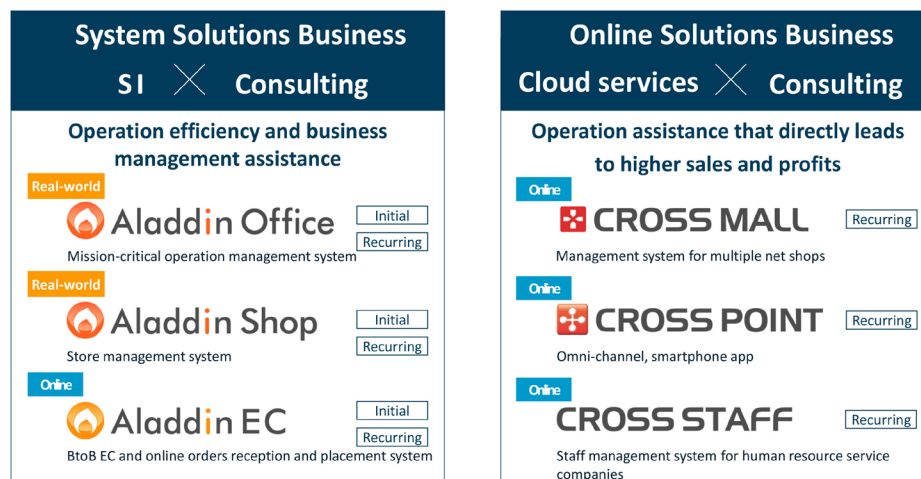 System Solutions Business
SI × Consulting
Operation efficiency and business
management assistance
Real-world
Aladdin Office
Initial
Recurring
Mission-critical operation management system
Real-world
Aladdin Shop
Initial
Recurring
Store management system
Online
Aladdin EC
Initial
Recurring
BtoB EC and online orders reception and placement system
Online Solutions Business
Cloud services × Consulting
Operation assistance that directly leads
to higher sales and profits
Online
CROSS MALL
Recurring
Management system for multiple net shops
Online
CROSS POINT
Recurring
Omni-channel, smartphone app
Online
CROSS STAFF
Recurring
Staff management system for human resource service
companies